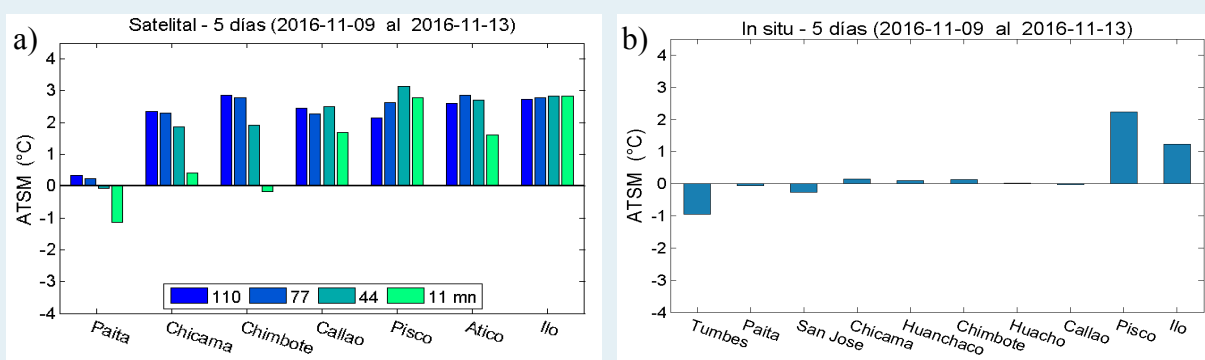 a)
Satelital - 5 días (2016-11-09 al 2016-11-13)
ATSM (°C)
4
3
2
1
0
-1
-2
-3
-4
110
77
44
11 mn
Paita
Chicama
Chimbote
Callao
Pisco
Atico
Ilo
b)
In situ - 5 días (2016-11-09 al 2016-11-13)
ATSM (°C)
4
3
2
1
0
-1
-2
-3
-4
Tumbes
Paita
San Jose
Chicama
Huanchaco
Chimbote
Huacho
Callao
Pisco
Ilo